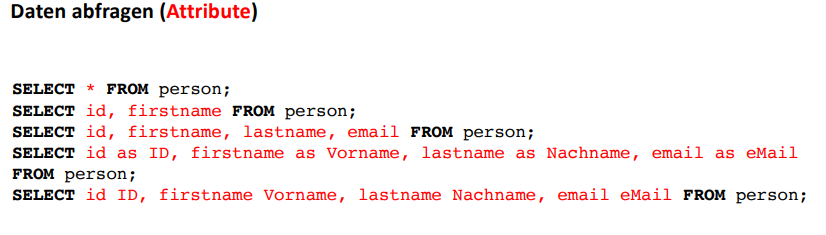 Daten abfragen (Attribute)
SELECT * FROM person;
SELECT id, firstname FROM person;
SELECT id, firstname, lastname, email FROM person;
SELECT id as ID, firstname as Vorname, lastname as Nachname, email as eMail
FROM person;
SELECT id ID, firstname Vorname, lastname Nachname, email eMail FROM person;